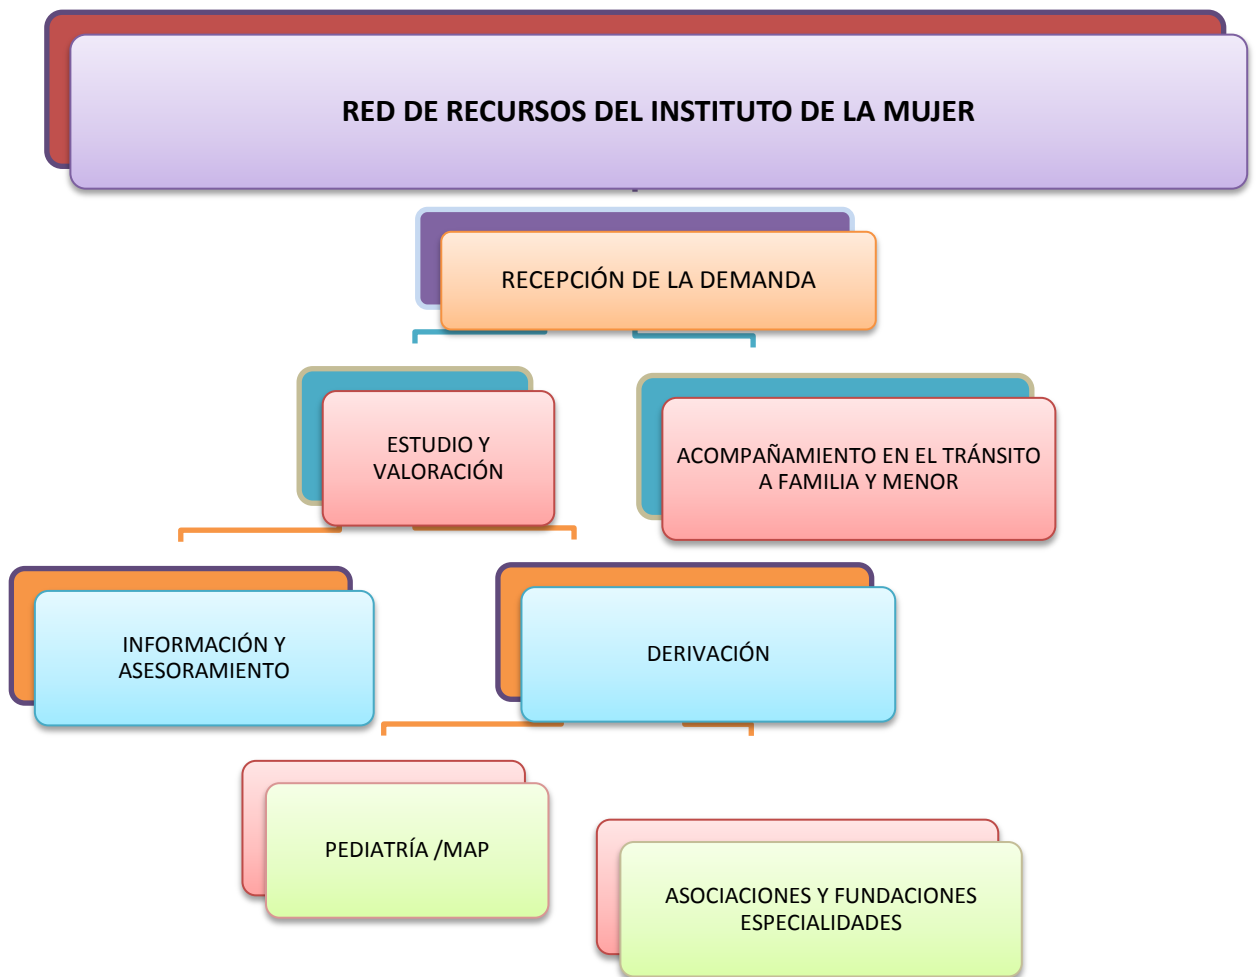 RED DE RECURSOS DEL INSTITUTO DE LA MUJER
RECEPCIÓN DE LA DEMANDA
ESTUDIO Y
VALORACIÓN
ACOMPAÑAMIENTO EN EL TRÁNSITO
A FAMILIA Y MENOR
INFORMACIÓN Y
ASESORAMIENTO
DERIVACIÓN
PEDIATRÍA /MAP
ASOCIACIONES Y FUNDACIONES
ESPECIALIDADES